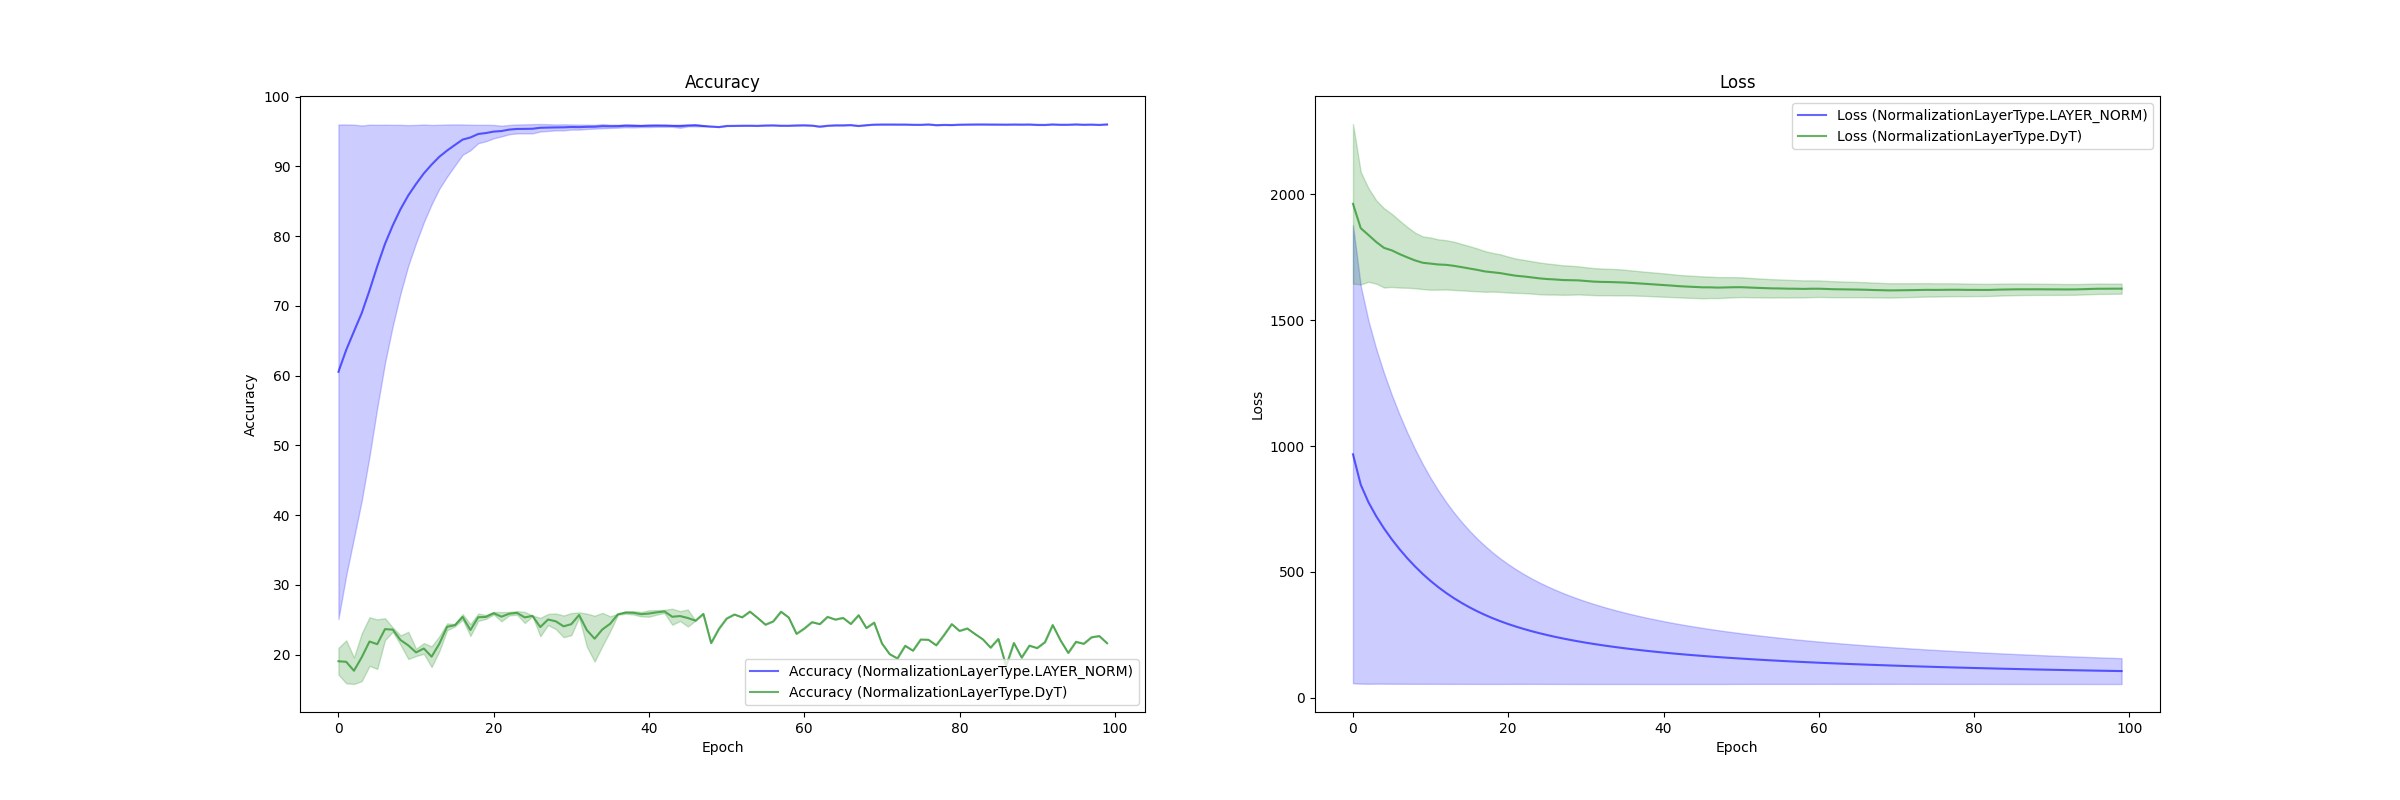 Accuracy
100
90
80
70
60
50
40
30
20
Accuracy
0 20 40 60 80 100
Epoch
Accuracy (NormalizationLayerType.LAYER_NORM)
Accuracy (NormalizationLayerType.DyT)
Loss
2000
1500
1000
500
0
Loss
0 20 40 60 80 100
Epoch
Loss (NormalizationLayerType.LAYER_NORM)
Loss (NormalizationLayerType.DyT)